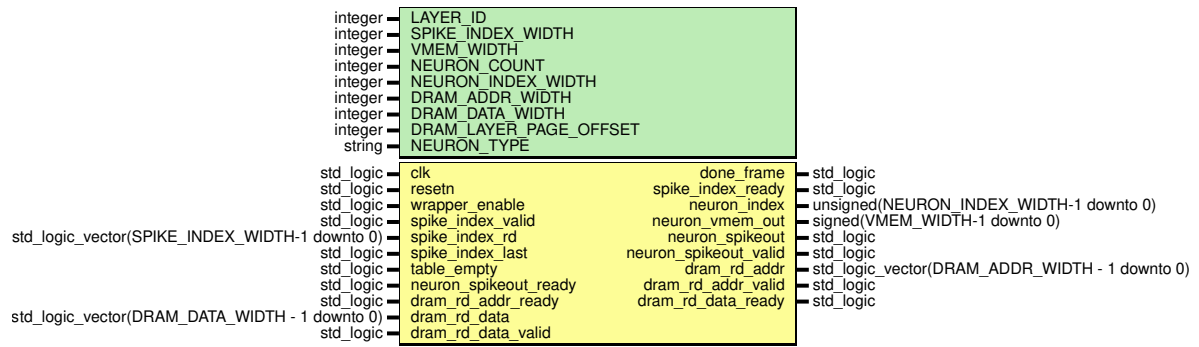 integer LAYER_ID
integer SPIKE_INDEX_WIDTH
integer VMEM_WIDTH
integer NEURON_COUNT
integer NEURON_INDEX_WIDTH
integer DRAM_ADDR_WIDTH
integer DRAM_DATA_WIDTH
integer DRAM_LAYER_PAGE_OFFSET
string NEURON_TYPE
std_logic clk done_frame std_logic
std_logic resetn spike_index_ready std_logic
std_logic wrapper_enable neuron_index unsigned(NEURON_INDEX_WIDTH-1 downto 0)
std_logic spike_index_valid neuron_vmem_out signed(VMEM_WIDTH-1 downto 0)
std_logic_vector(SPIKE_INDEX_WIDTH-1 downto 0) spike_index_rd neuron_spikeout std_logic
std_logic spike_index_last neuron_spikeout_valid std_logic
std_logic table_empty dram_rd_addr std_logic_vector(DRAM_ADDR_WIDTH - 1 downto 0)
std_logic neuron_spikeout_ready dram_rd_addr_valid std_logic
std_logic dram_rd_addr_ready dram_rd_data_ready std_logic
std_logic_vector(DRAM_DATA_WIDTH - 1 downto 0) dram_rd_data
std_logic dram_rd_data_valid